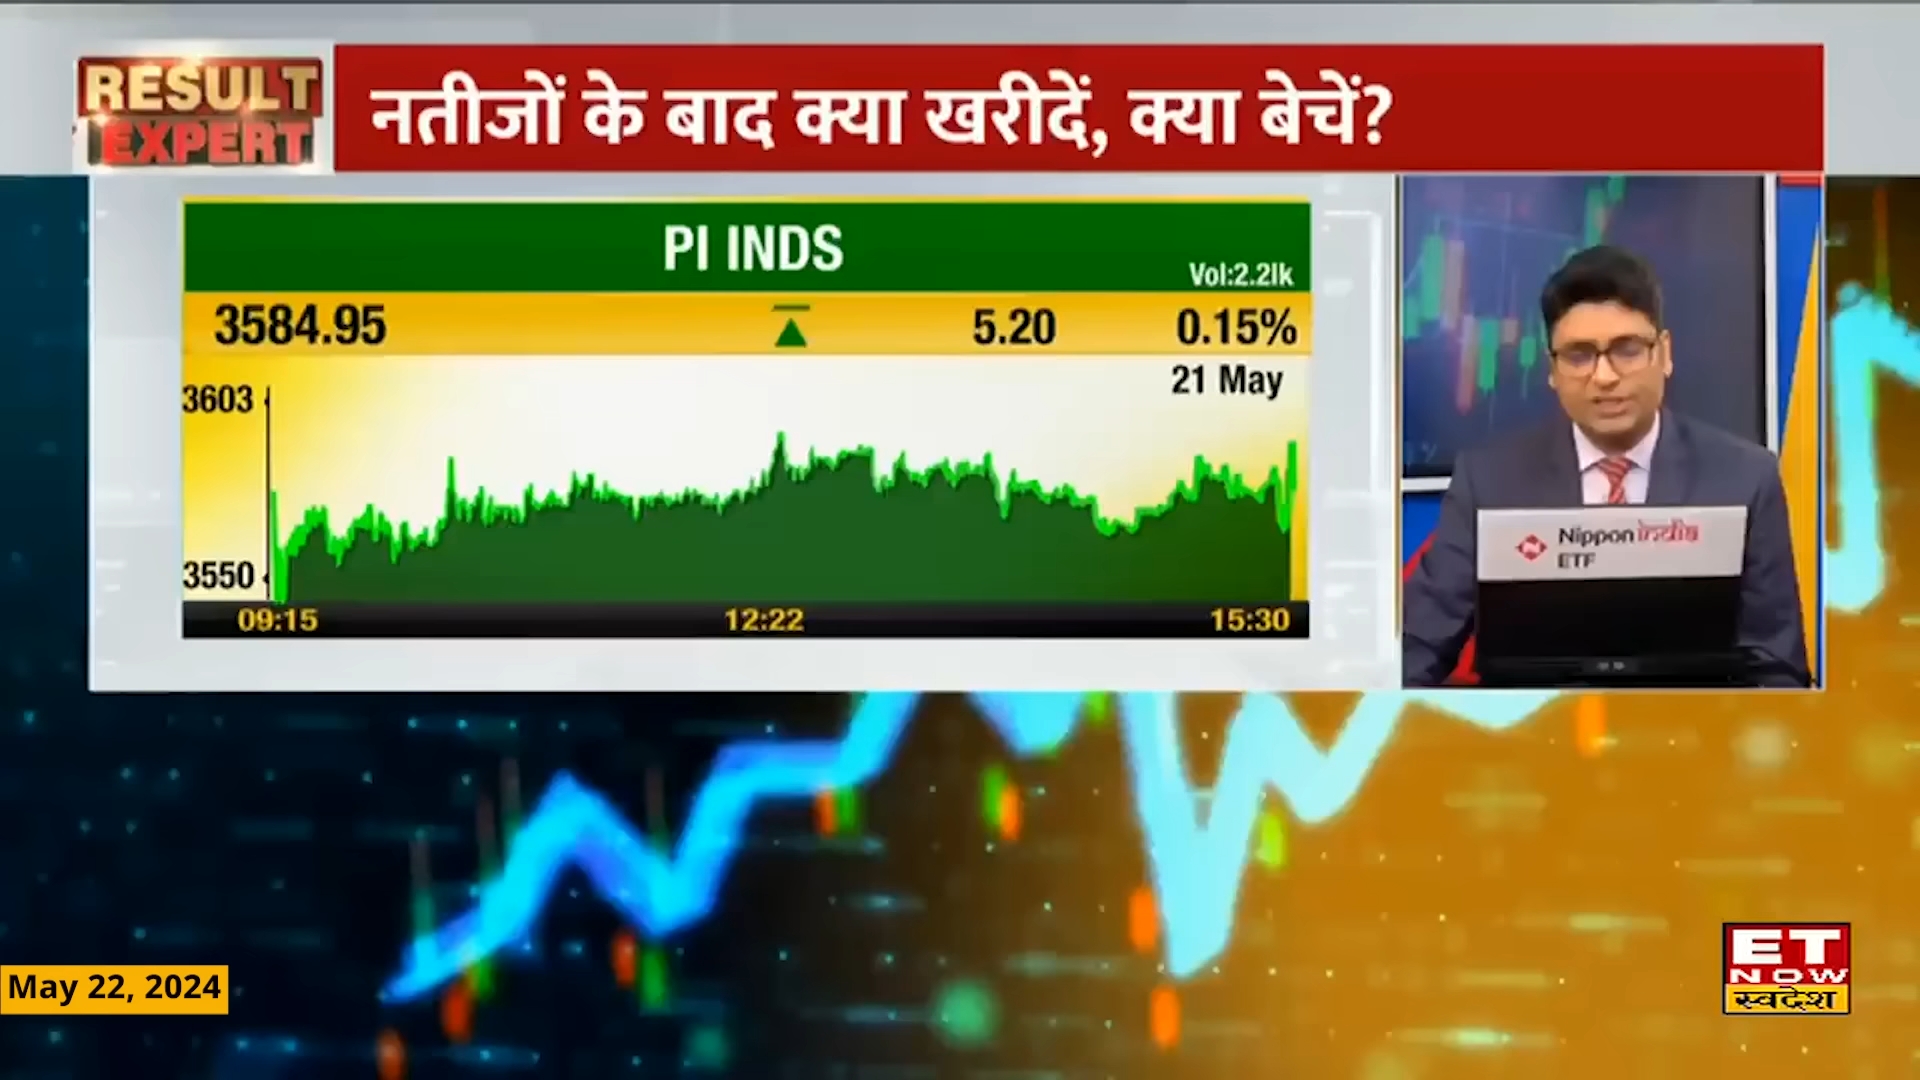 RESULT
EXPERT
नतीजों के बाद क्या खरीदें, क्या बेचें?
PI INDS
Vol:2.2lk
3584.95 5.20 0.15%
21 May
3603
3550
09:15 12:22 15:30
Nippon india
ETF
May 22, 2024
ET
NOW
स्वदेश